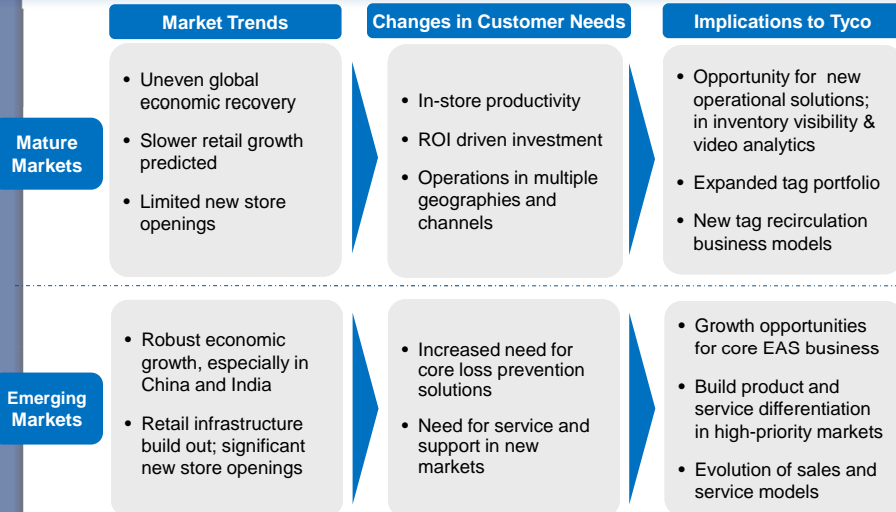 Market Trends
Changes in Customer Needs
Implications to Tyco
Mature
Markets
• Uneven global
economic recovery
• Slower retail growth
predicted
• Limited new store
openings
• In-store productivity
• ROI driven investment
• Operations in multiple
geographies and
channels
• Opportunity for new
operational solutions;
in inventory visibility &
video analytics
• Expanded tag portfolio
• New tag recirculation
business models
Emerging
Markets
• Robust economic
growth, especially in
China and India
• Retail infrastructure
build out; significant
new store openings
• Increased need for
core loss prevention
solutions
• Need for service and
support in new
markets
• Growth opportunities
for core EAS business
• Build product and
service differentiation
in high-priority markets
• Evolution of sales and
service models